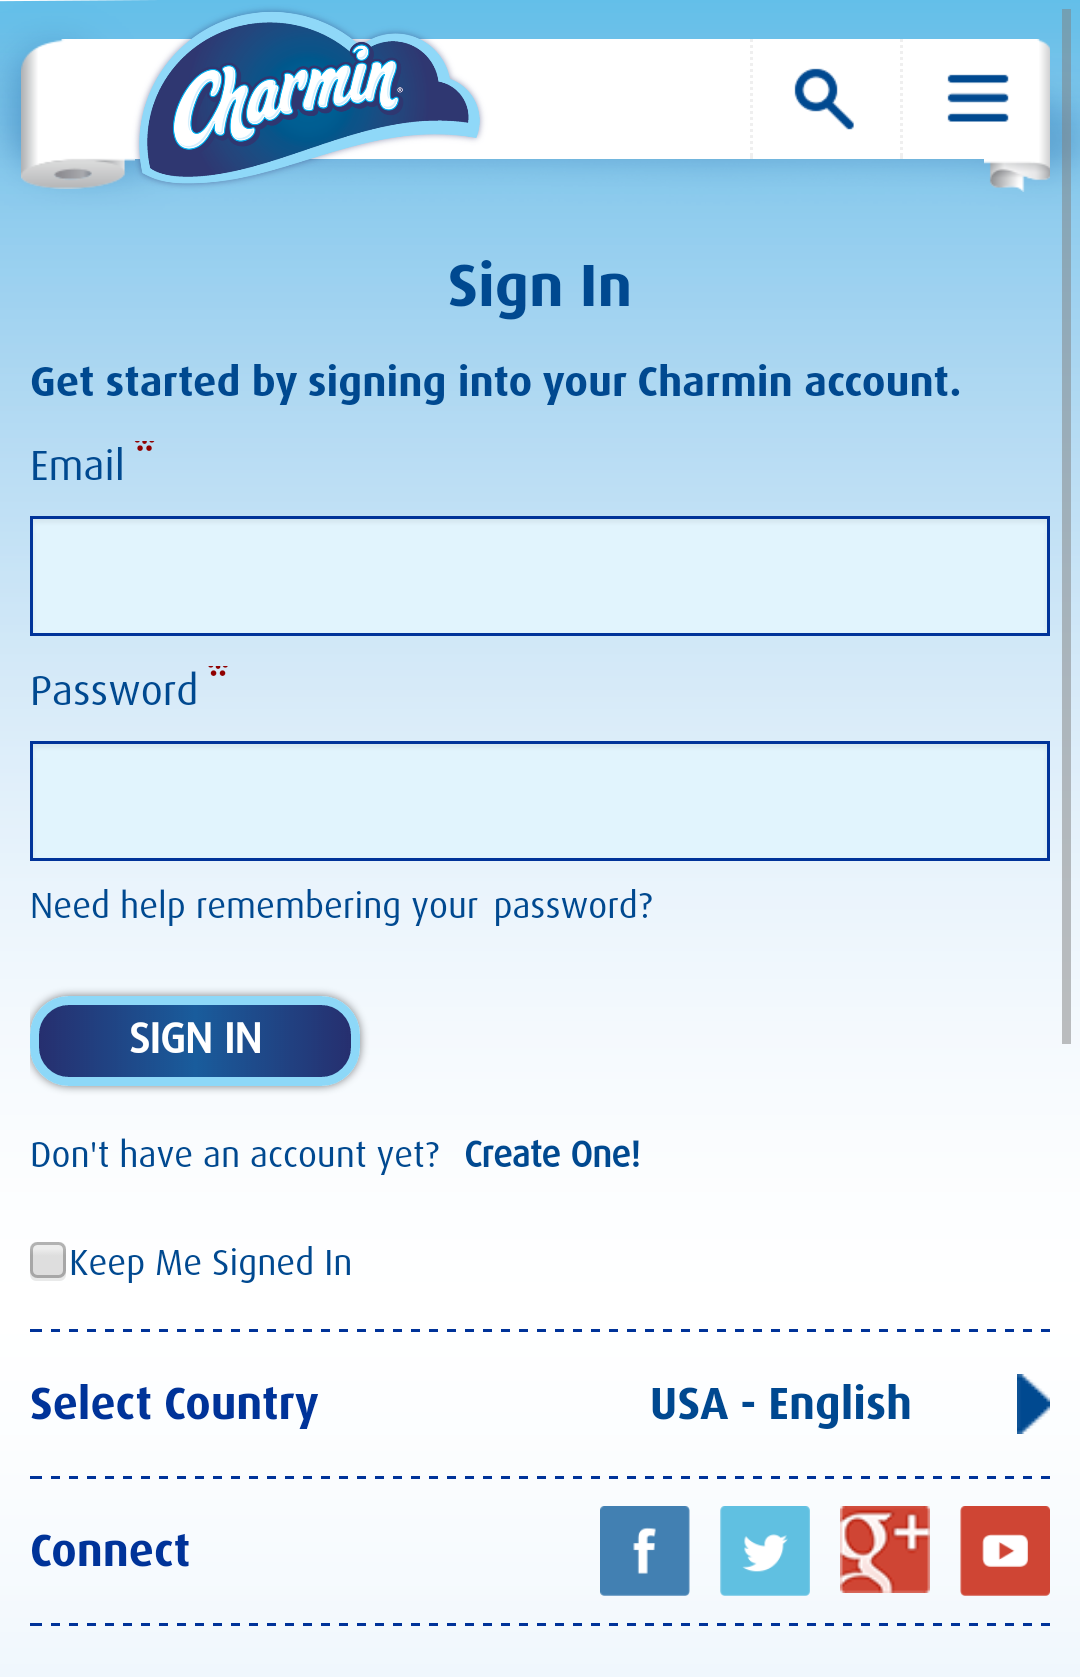 Charmin®
Sign In
Get started by signing into your Charmin account.
Email
Password
Need help remembering your password?
SIGN IN
Don't have an account yet? Create One!
Keep Me Signed In
Select Country USA - English
Connect f g+